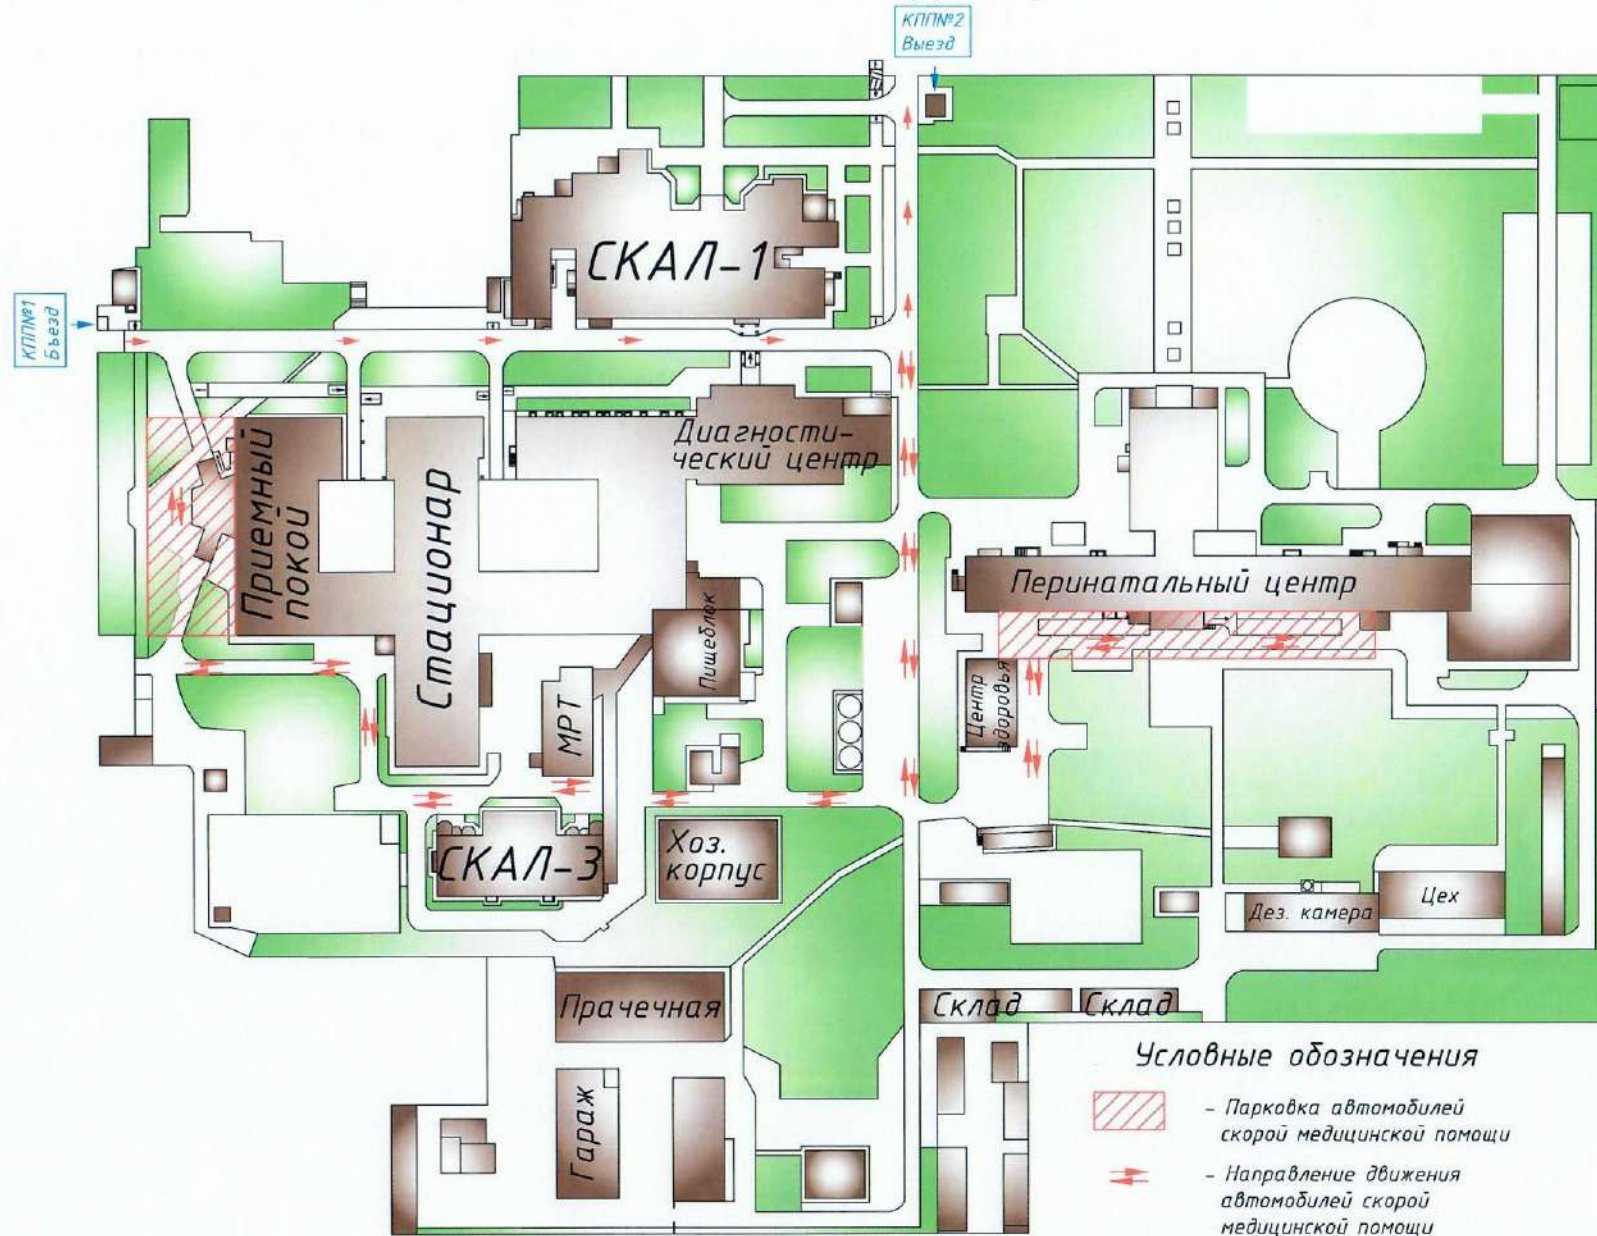 КПП№2
Выезд
СКАЛ-1
КПП№1
Бъезд
Диагности-
ческий центр
Приемный
покой
Стационар
Перинатальный центр
Пищеблок
Центр
здоровья
МРТ
СКАЛ-3
Хоз.
корпус
Дез. камера
Цех
Прачечная
Склад
Склад
Гараж
Условные обозначения
- Парковка автомобилей
скорой медицинской помощи
- Направление движения
автомобилей скорой
медицинской помощи